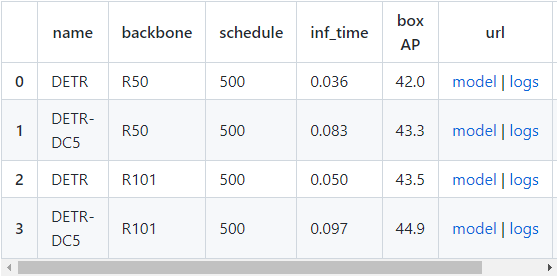 name backbone schedule inf_time box AP url
0 DETR R50 500 0.036 42.0 model | logs
1 DETR-DC5 R50 500 0.083 43.3 model | logs
2 DETR R101 500 0.050 43.5 model | logs
3 DETR-DC5 R101 500 0.097 44.9 model | logs